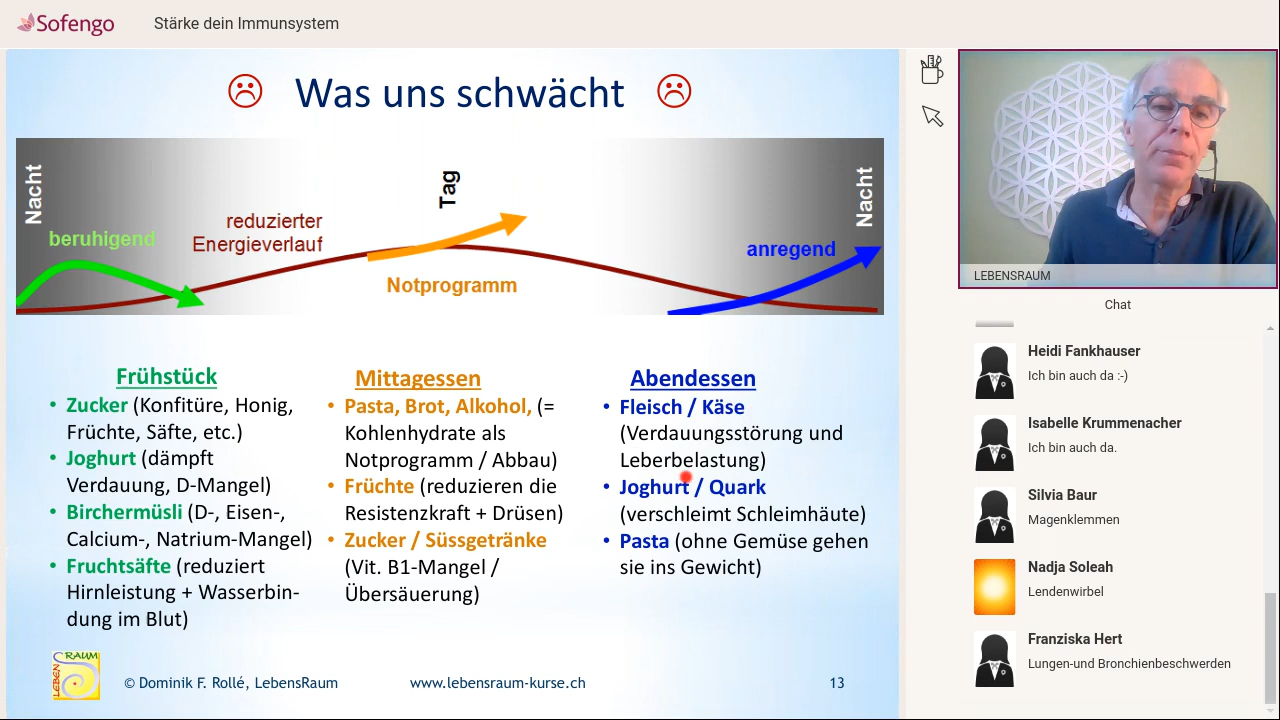 Sofengo
Stärke dein Immunsystem
Was uns schwächt
Nacht
Tag
Nacht
beruhigend
reduzierter
Energieverlauf
Notprogramm
anregend
Frühstück
• Zucker (Konfitüre, Honig,
Früchte, Säfte, etc.)
• Joghurt (dämpft
Verdauung, D-Mangel)
• Birchermüsli (D-, Eisen-,
Calcium-, Natrium-Mangel)
• Fruchtsäfte (reduziert
Hirnleistung + Wasserbin-
dung im Blut)
Mittagessen
• Pasta, Brot, Alkohol, (=
Kohlenhydrate als
Notprogramm / Abbau)
• Früchte (reduzieren die
Resistenzkraft + Drüsen)
• Zucker / Süssgetränke
(Vit. B1-Mangel /
Übersäuerung)
Abendessen
• Fleisch / Käse
(Verdauungsstörung und
Leberbelastung)
• Joghurt / Quark
(verschleimt Schleimhäute)
• Pasta (ohne Gemüse gehen
sie ins Gewicht)
LEBENS
RAUM
© Dominik F. Rollé, LebensRaum
www.lebensraum-kurse.ch
13
LEBENSRAUM
Chat
Heidi Fankhauser
Ich bin auch da :-)
Isabelle Krummenacher
Ich bin auch da.
Silvia Baur
Magenklemmen
Nadja Soleah
Lendenwirbel
Franziska Hert
Lungen-und Bronchienbeschwerden